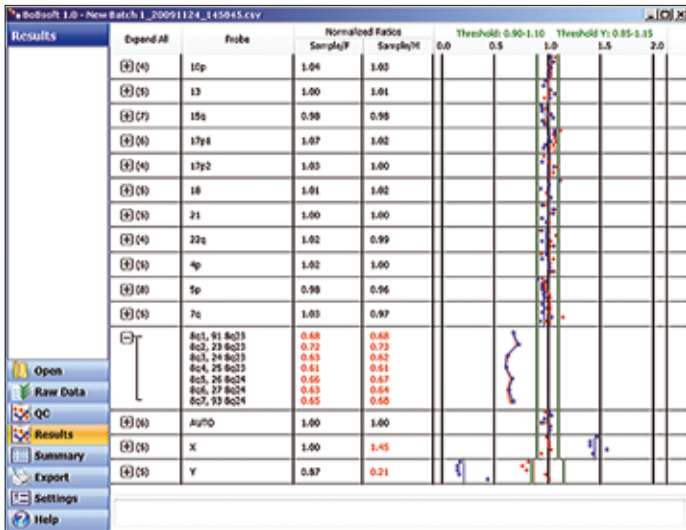 BoBsoft 1.0 - New Batch 1_20091124_145845.csv
Results
Expand All Probe Normalized Ratios Sample/F Sample/M
Threshold: 0.90-1.10 Threshold Y: 0.85-1.15
0.0 0.5 1.0 1.5 2.0
(4) 10p 1.04 1.03
(5) 13 1.00 1.01
(7) 15q 0.98 0.98
(6) 17p1 1.07 1.02
(4) 17p2 1.03 1.00
(5) 18 1.01 1.02
(5) 21 1.00 1.00
(4) 22q 1.02 0.99
(5) 4p 1.02 1.00
(8) 5p 0.98 0.96
(5) 7q 1.03 0.97
8q1, 91 8q23 0.68 0.68
8q2, 23 8q23 0.72 0.73
8q3, 24 8q23 0.63 0.62
8q4, 25 8q23 0.61 0.61
8q5, 26 8q24 0.66 0.67
8q6, 27 8q24 0.63 0.64
8q7, 93 8q24 0.65 0.68
(6) AUTO 1.00 1.00
(5) X 1.00 1.45
(5) Y 0.87 0.21
Open
Raw Data
QC
Results
Summary
Export
Settings
Help